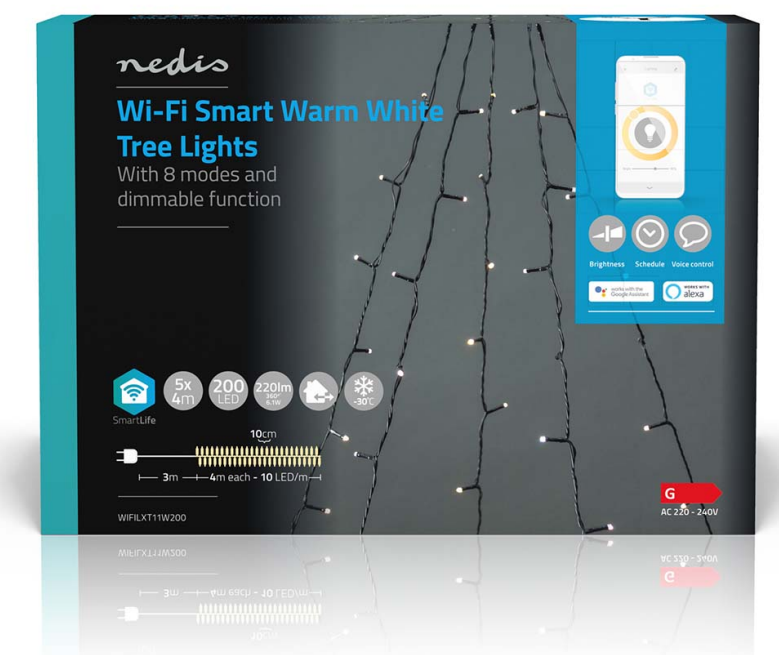 nedis
Wi-Fi Smart Warm White
Tree Lights
With 8 modes and
dimmable function
Brightness Schedule Voice control
works with the
Google Assistant
WORKS WITH
alexa
5x
4m
200
LED
220lm
360°
6.1W
-30°C
SmartLife
10cm
3m 4m each - 10 LED/m
WIFILXT11W200
G
AC 220 - 240V